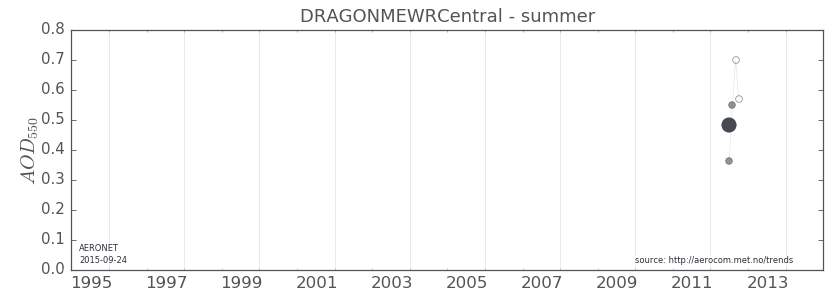 DRAGONMEWRCentral - summer
0.8
0.7
0.6
0.5
0.4
0.3
0.2
0.1
0.0
AOD550
AERONET
2015-09-24
source: http://aerocom.met.no/trends
1995 1997 1999 2001 2003 2005 2007 2009 2011 2013